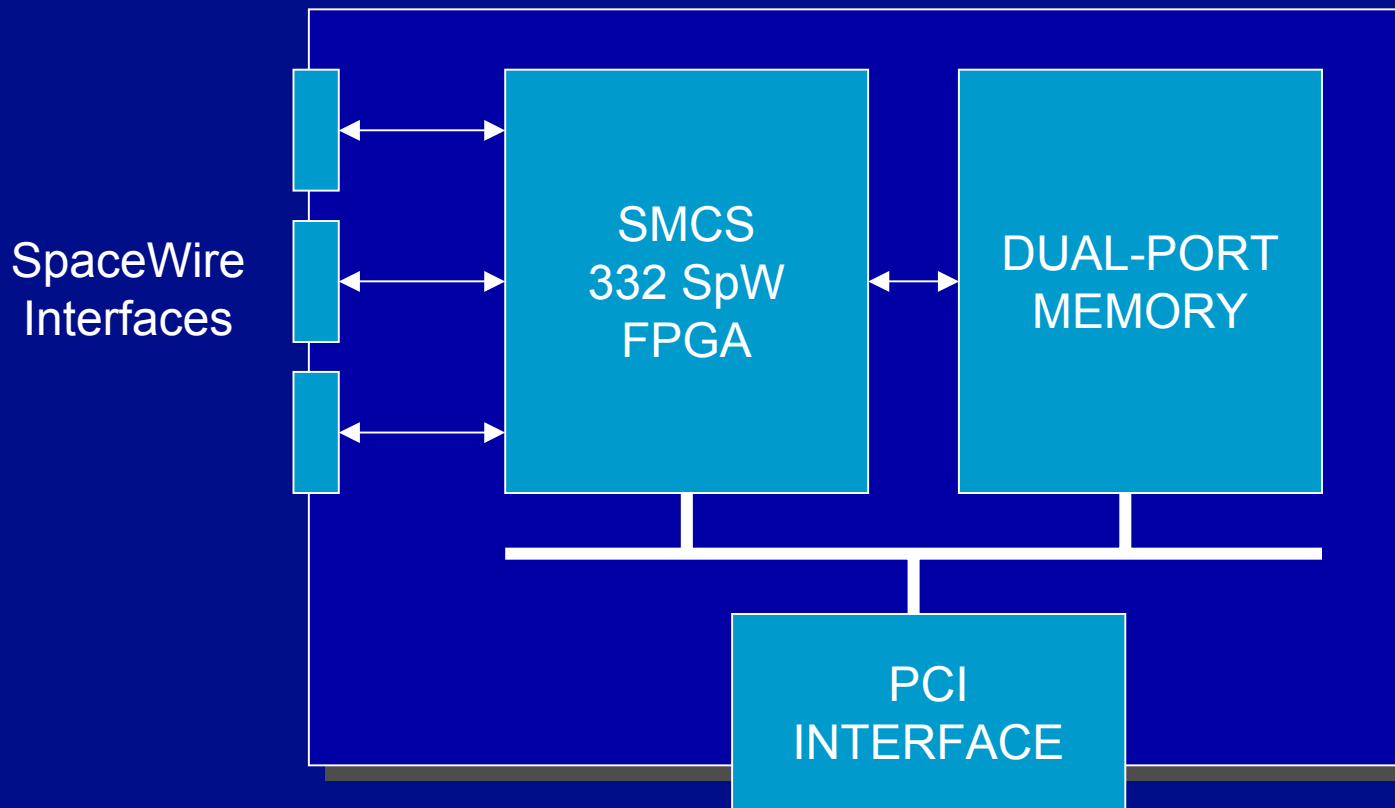 SpaceWire
Interfaces
SMCS
332 SpW
FPGA
DUAL-PORT
MEMORY
PCI
INTERFACE